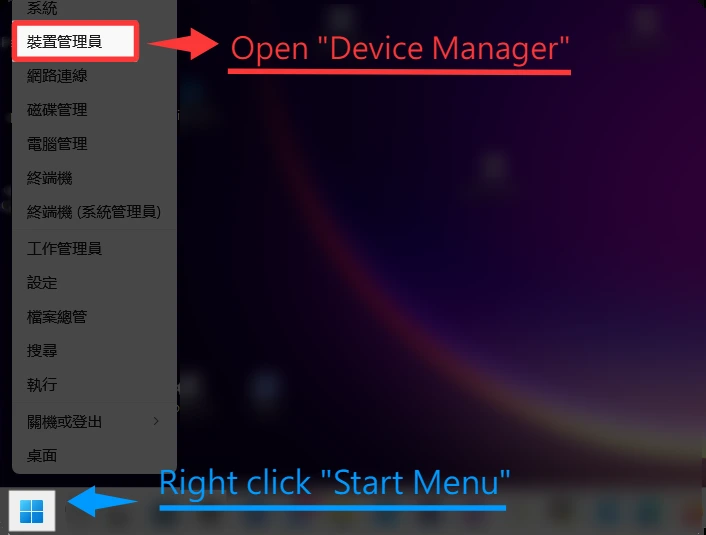 系統
裝置管理員
Open "Device Manager"
網路連線
磁碟管理
電腦管理
終端機
終端機 (系統管理員)
工作管理員
設定
檔案總管
搜尋
執行
關機或登出
桌面
Right click "Start Menu"